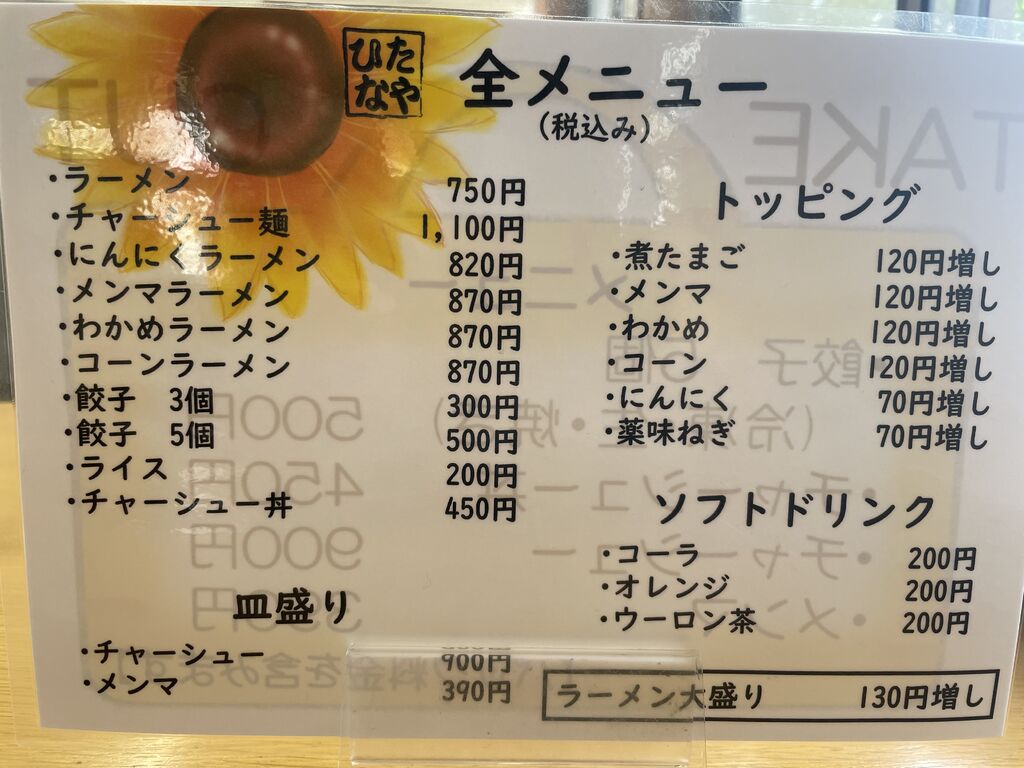 ひた
なや
全メニュー
(税込み)
・ラーメン 750円
・チャーシュー麺 1,100円
・にんにくラーメン 820円
・メンマラーメン 870円
・わかめラーメン 870円
・コーンラーメン 870円
・餃子 3個 300円
・餃子 5個 500円
・ライス 200円
・チャーシュー丼 450円
皿盛り
・チャーシュー 900円
・メンマ 390円
トッピング
・煮たまご 120円増し
・メンマ 120円増し
・わかめ 120円増し
・コーン 120円増し
・にんにく 70円増し
・薬味ねぎ 70円増し
ソフトドリンク
・コーラ 200円
・オレンジ 200円
・ウーロン茶 200円
ラーメン大盛り 130円増し